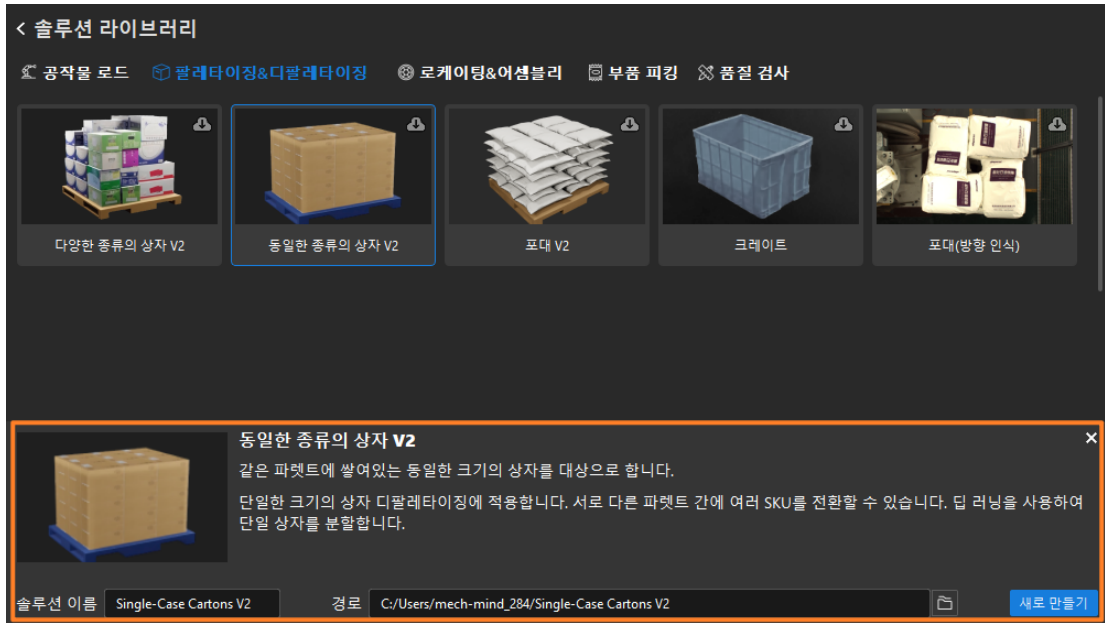 < 솔루션 라이브러리
공작물 로드 팔레타이징&디팔레타이징 로케이팅&어셈블리 부품 피킹 품질 검사
다양한 종류의 상자 V2 동일한 종류의 상자 V2 포대 V2 크레이트 포대(방향 인식)
동일한 종류의 상자 V2
같은 파렛트에 쌓여있는 동일한 크기의 상자를 대상으로 합니다.
단일한 크기의 상자 디팔레타이징에 적용합니다. 서로 다른 파렛트 간에 여러 SKU를 전환할 수 있습니다. 딥 러닝을 사용하여
단일 상자를 분할합니다.
솔루션 이름 Single-Case Cartons V2 경로 C:/Users/mech-mind_284/Single-Case Cartons V2 새로 만들기